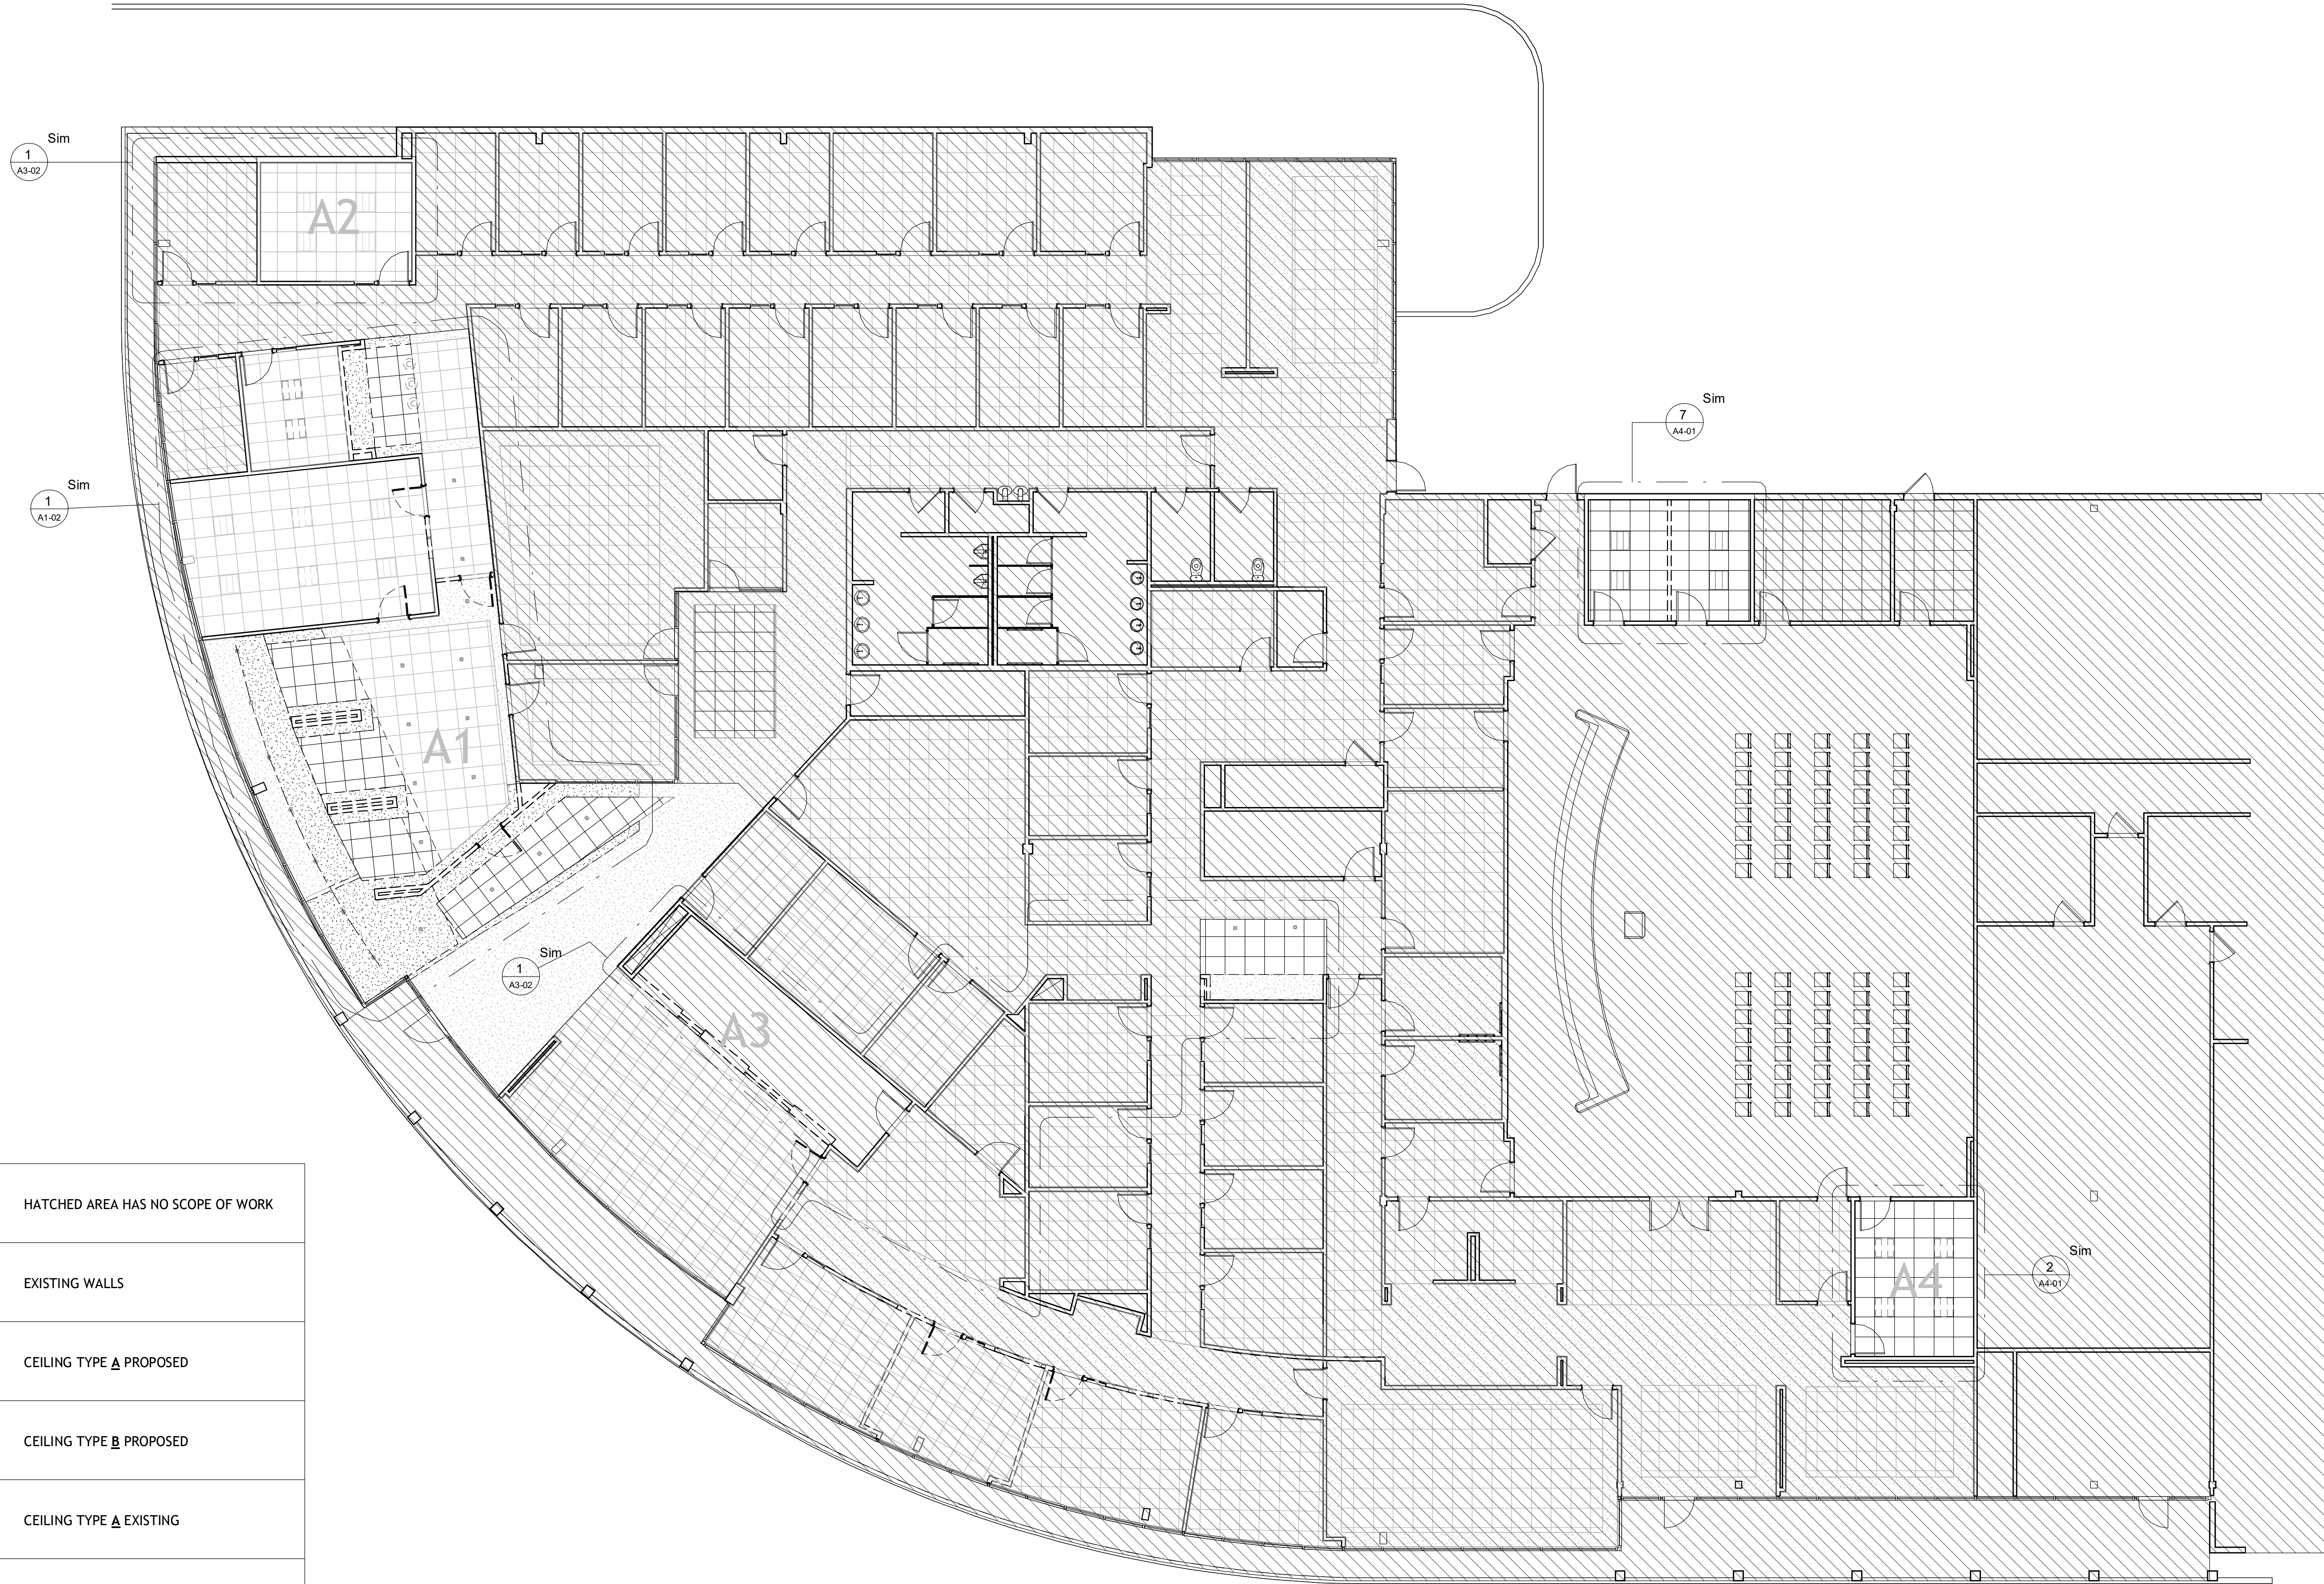 Sim
1
A3-02
A2
Sim
7
A4-01
Sim
1
A1-02
A1
Sim
1
A3-02
A3
Sim
2
A4-01
A4
HATCHED AREA HAS NO SCOPE OF WORK
EXISTING WALLS
CEILING TYPE A PROPOSED
CEILING TYPE B PROPOSED
CEILING TYPE A EXISTING